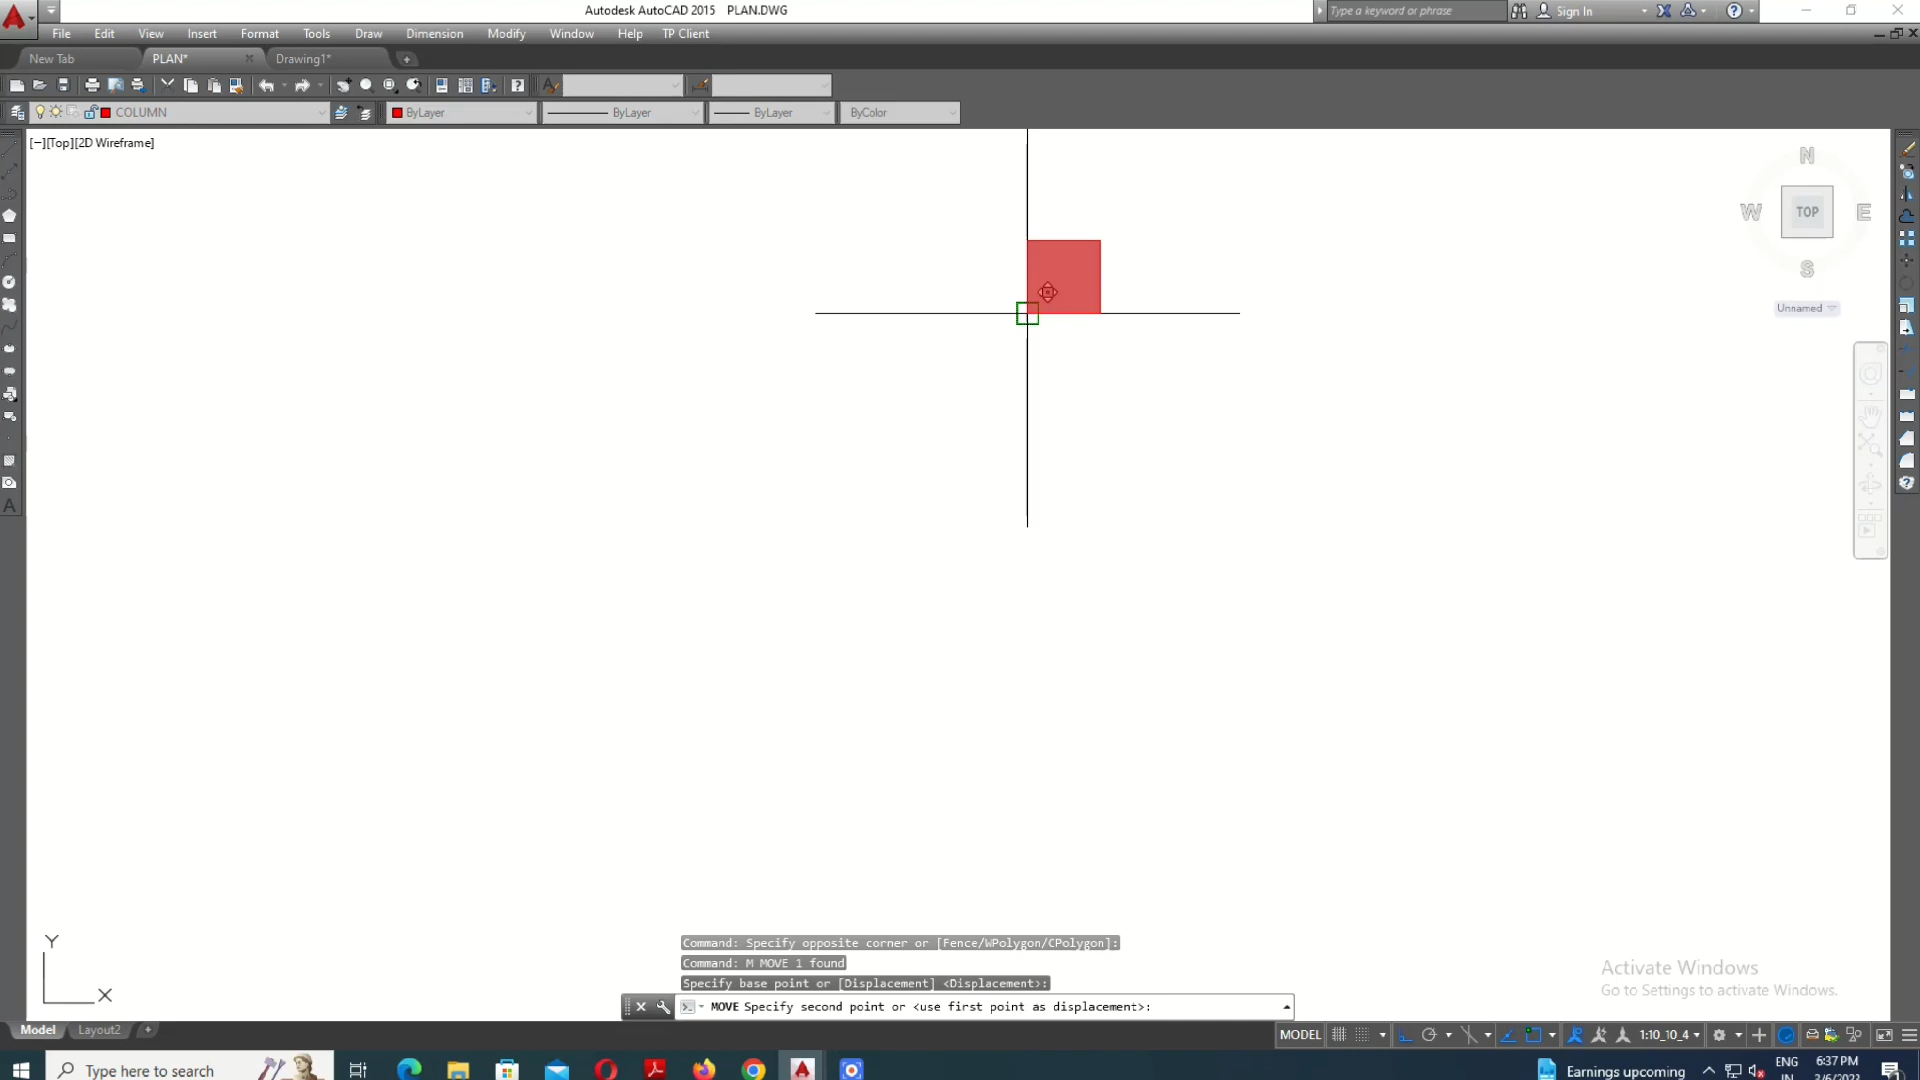 Autodesk AutoCAD 2015 PLAN.DWG
Type a keyword or phrase
Sign In
File Edit View Insert Format Tools Draw Dimension Modify Window Help TP Client
New Tab PLAN* Drawing1*
COLUMN ByLayer ByLayer ByLayer ByColor
[−][Top][2D Wireframe]
N
W TOP E
S
Unnamed
Command: Specify opposite corner or [Fence/WPolygon/CPolygon]:
Command: M MOVE 1 found
Specify base point or [Displacement] <Displacement>:
MOVE Specify second point or <use first point as displacement>:
Y
X
Activate Windows
Go to Settings to activate Windows.
Model Layout2
MODEL 1:10_10_4
Type here to search
Earnings upcoming
ENG
IN
6:37 PM